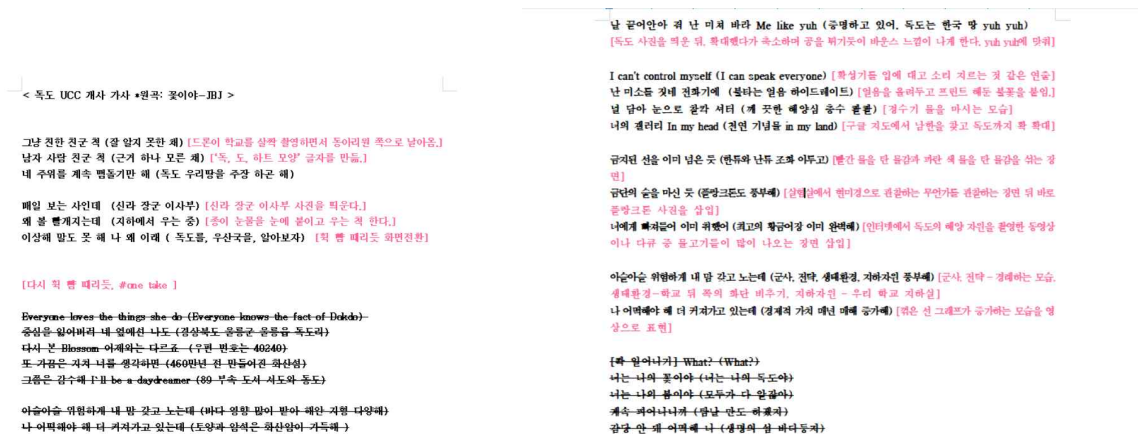 < 독도 UCC 개사 가사 *원곡: 꽃이야-JBJ >
그냥 친한 친군 척 (잘 알지 못한 채) [드론이 학교를 살짝 촬영하면서 동아리원 쪽으로 날아옴.]
남자 사람 친군 척 (근거 하나 모른 채) ['독, 도, 하트 모양' 글자를 만듦.]
네 주위를 계속 맴돌기만 해 (독도 우리땅을 주장 하곤 해)
매일 보는 사인데 (신라 장군 이사부) [신라 장군 이사부 사진을 띄운다.]
왜 볼 빨개지는데 (지하에서 우는 중) [종이 눈물을 눈에 붙이고 우는 척 한다.]
이상해 말도 못 해 나 왜 이래 ( 독도를, 우산국을, 알아보자) [휙 뺨 때리듯 화면전환]
[다시 휙 뺨 때리듯, #one take ]
Everyone loves the things she do (Everyone knows the fact of Dokdo)
중심을 잃어버려 네 옆에선 나도 (경상북도 울릉군 울릉읍 독도리)
다시 본 Blossom 어제와는 다르죠 (우편 번호는 40240)
또 가끔은 지쳐 너를 생각하면 (460만년 전 만들어진 화산섬)
그쯤은 감수해 I'll be a daydreamer (89 부속 도서 서도와 동도)
아슬아슬 위험하게 내 맘 갖고 노는데 (바다 영향 많이 받아 해안 지형 다양해)
나 어떡해야 해 더 커져가고 있는데 (토양과 암석은 화산암이 가득해 )
날 끌어안아 줘 난 미쳐 바라 Me like yuh (증명하고 있어. 독도는 한국 땅 yuh yuh)
[독도 사진을 띄운 뒤, 확대했다가 축소하며 공을 튀기듯이 바운스 느낌이 나게 한다. yuh yuh에 맞춰]
I can't control myself (I can speak everyone) [확성기를 입에 대고 소리 지르는 것 같은 연출]
난 미소를 짓네 전화기에 (불타는 얼음 하이드레이트) [얼음을 올려두고 프린트 해둔 불꽃을 붙임.]
널 담아 눈으로 찰칵 셔터 (깨 끗한 해양심 층수 콸콸) [정수기 물을 마시는 모습]
너의 갤러리 In my head (천연 기념물 in my land) [구글 지도에서 남한을 찾고 독도까지 확 확대]
금지된 선을 이미 넘은 듯 (한류와 난류 조화 이루고) [빨간 물을 탄 물감과 파란 색 물을 탄 물감을 섞는 장
면]
금단의 술을 마신 듯 (플랑크톤도 풍부해) [실험실에서 현미경으로 관찰하는 무언가를 관찰하는 장면 뒤 바로
플랑크톤 사진을 삽입]
너에게 빠져들어 이미 취했어 (최고의 황금어장 이미 완벽해) [인터넷에서 독도의 해양 자원을 촬영한 동영상
이나 다큐 중 물고기들이 많이 나오는 장면 삽입]
아슬아슬 위험하게 내 맘 갖고 노는데 (군사, 전략, 생태환경, 지하자원 풍부해) [군사, 전략 - 경례하는 모습.
생태환경-학교 뒤 쪽의 화단 비추기, 지하자원 - 우리 학교 지하실]
나 어떡해야 해 더 커져가고 있는데 (경제적 가치 매년 매해 증가해) [꺾은 선 그래프가 증가하는 모습을 영
상으로 표현]
[확 일어나기] What? (What?)
너는 나의 꽃이야 (너는 나의 독도야)
너는 나의 봄이야 (모두가 다 알잖아)
계속 피어나니까 (탐낼 만도 하겠지)
감당 안 돼 어떡해 나 (생명의 섬 바다둥지)